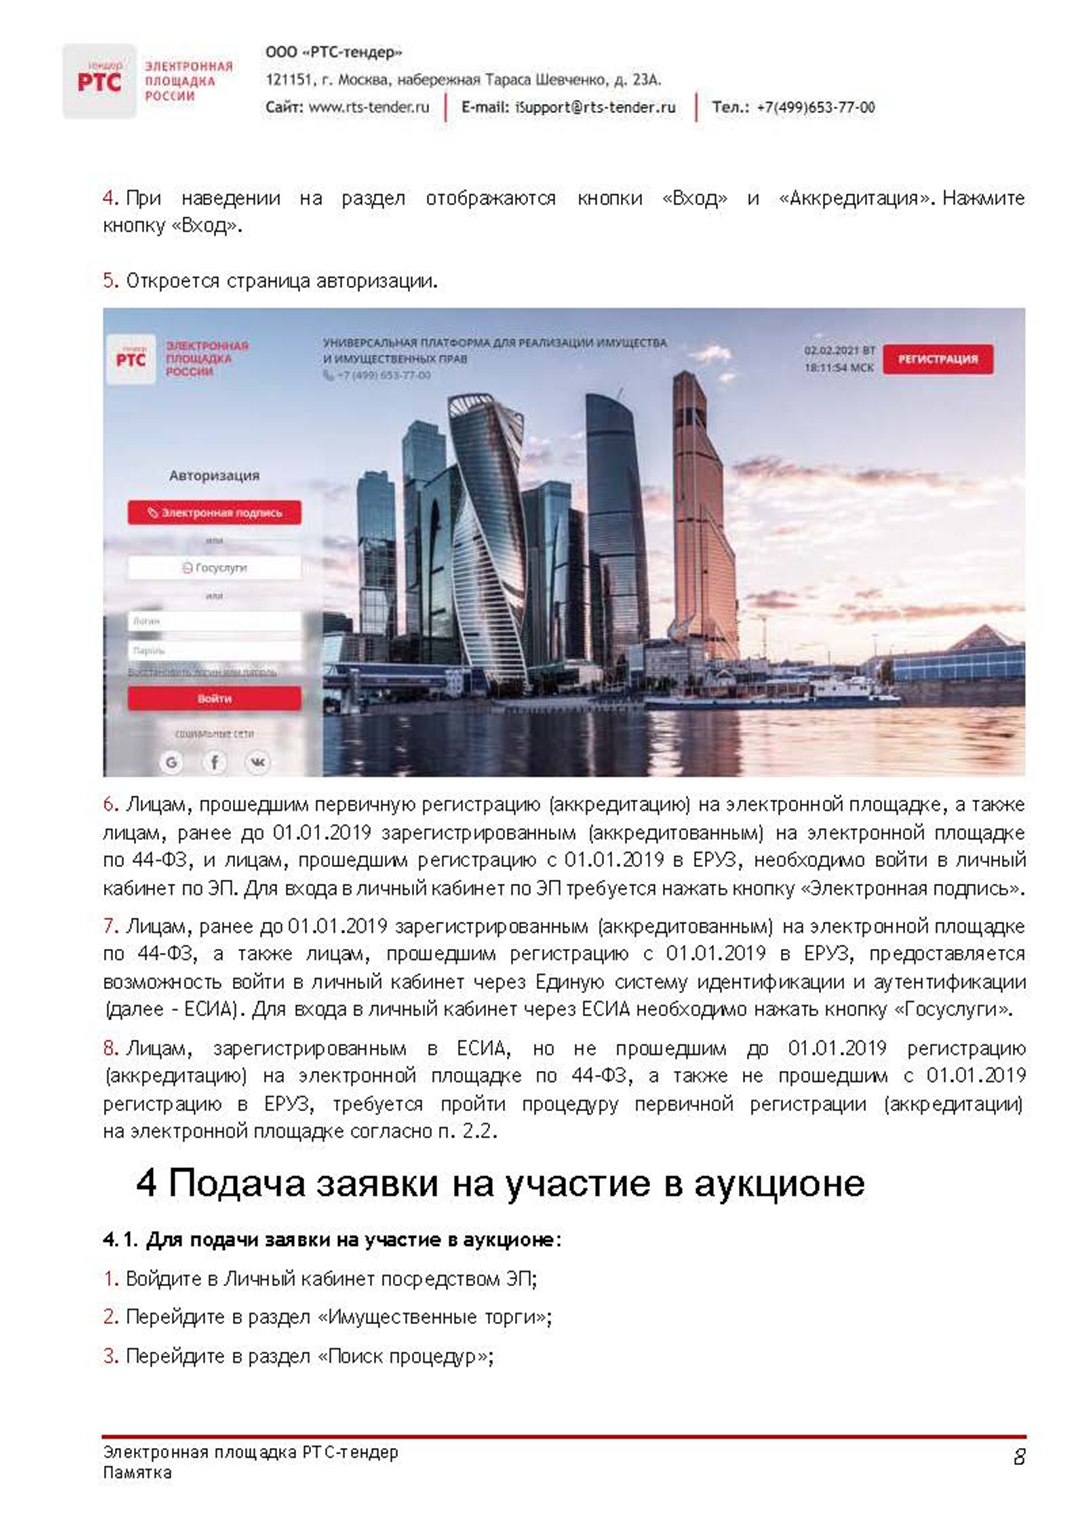 тендер
РТС
ЭЛЕКТРОННАЯ
ПЛОЩАДКА
РОССИИ
ООО «РТС-тендер»
121151, г. Москва, набережная Тараса Шевченко, д. 23А.
Сайт: www.rts-tender.ru | E-mail: iSupport@rts-tender.ru | Тел.: +7(499)653-77-00
4. При наведении на раздел отображаются кнопки «Вход» и «Аккредитация». Нажмите
кнопку «Вход».
5. Откроется страница авторизации.
тендер
РТС
ЭЛЕКТРОННАЯ
ПЛОЩАДКА
РОССИИ
УНИВЕРСАЛЬНАЯ ПЛАТФОРМА ДЛЯ РЕАЛИЗАЦИИ ИМУЩЕСТВА
И ИМУЩЕСТВЕННЫХ ПРАВ
+7 (499) 653-77-00
02.02.2021 ВТ
18:11:54 МСК
РЕГИСТРАЦИЯ
Авторизация
Электронная подпись
или
Госуслуги
или
Логин
Пароль
Восстановить логин или пароль
Войти
социальные сети
G f vk
6. Лицам, прошедшим первичную регистрацию (аккредитацию) на электронной площадке, а также
лицам, ранее до 01.01.2019 зарегистрированным (аккредитованным) на электронной площадке
по 44-ФЗ, и лицам, прошедшим регистрацию с 01.01.2019 в ЕРУЗ, необходимо войти в личный
кабинет по ЭП. Для входа в личный кабинет по ЭП требуется нажать кнопку «Электронная подпись».
7. Лицам, ранее до 01.01.2019 зарегистрированным (аккредитованным) на электронной площадке
по 44-ФЗ, а также лицам, прошедшим регистрацию с 01.01.2019 в ЕРУЗ, предоставляется
возможность войти в личный кабинет через Единую систему идентификации и аутентификации
(далее - ЕСИА). Для входа в личный кабинет через ЕСИА необходимо нажать кнопку «Госуслуги».
8. Лицам, зарегистрированным в ЕСИА, но не прошедшим до 01.01.2019 регистрацию
(аккредитацию) на электронной площадке по 44-ФЗ, а также не прошедшим с 01.01.2019
регистрацию в ЕРУЗ, требуется пройти процедуру первичной регистрации (аккредитации)
на электронной площадке согласно п. 2.2.
4 Подача заявки на участие в аукционе
4.1. Для подачи заявки на участие в аукционе:
1. Войдите в Личный кабинет посредством ЭП;
2. Перейдите в раздел «Имущественные торги»;
3. Перейдите в раздел «Поиск процедур»;
Электронная площадка РТС-тендер
Памятка
8